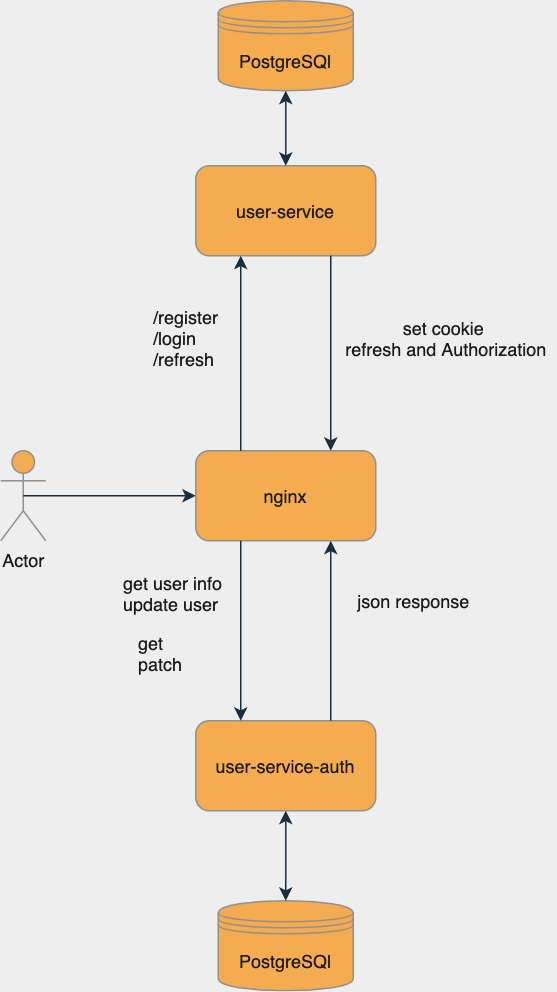 PostgreSQl
user-service
/register
/login
/refresh
set cookie
refresh and Authorization
nginx
Actor
get user info
update user
get
patch
json response
user-service-auth
PostgreSQl